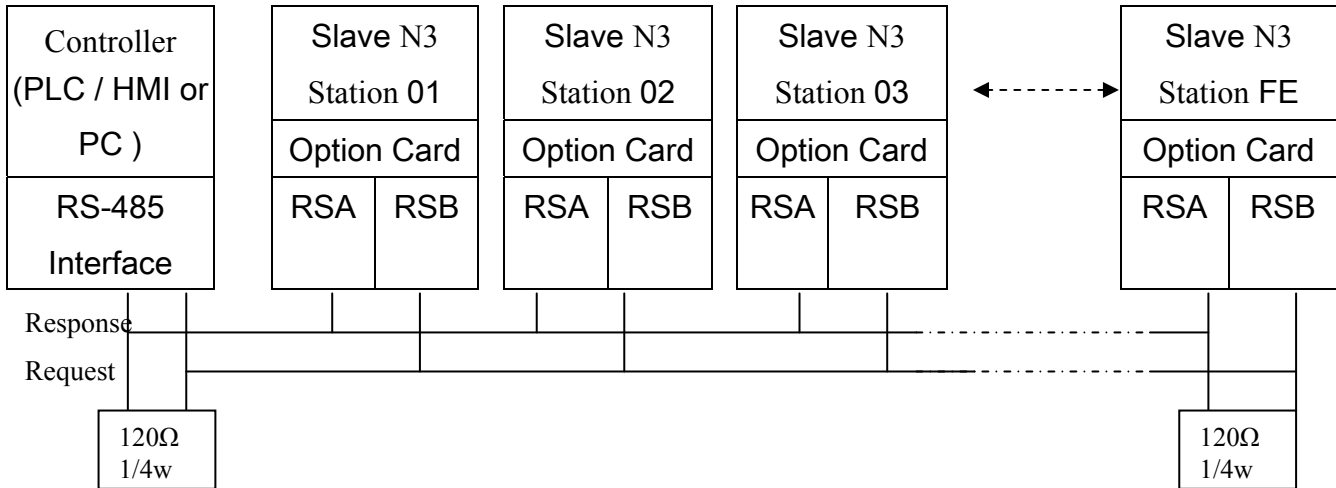 Controller
(PLC / HMI or
PC )
RS-485
Interface
Slave N3
Station 01
Option Card
RSA
RSB
Slave N3
Station 02
Option Card
RSA
RSB
Slave N3
Station 03
Option Card
RSA
RSB
Slave N3
Station FE
Option Card
RSA
RSB
Response
Request
120Ω
1/4w
120Ω
1/4w